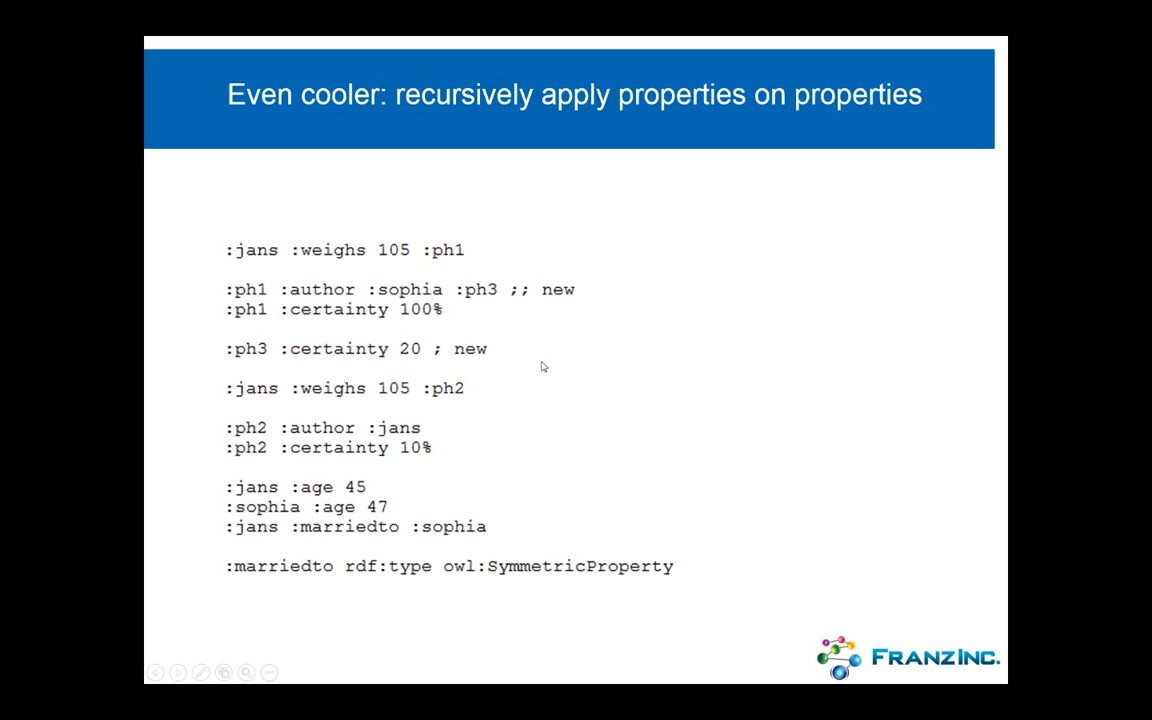 Even cooler: recursively apply properties on properties
:jans :weighs 105 :ph1
:ph1 :author :sophia :ph3 ;; new
:ph1 :certainty 100%
:ph3 :certainty 20 ; new
:jans :weighs 105 :ph2
:ph2 :author :jans
:ph2 :certainty 10%
:jans :age 45
:sophia :age 47
:jans :marriedto :sophia
:marriedto rdf:type owl:SymmetricProperty
FRANZ INC.